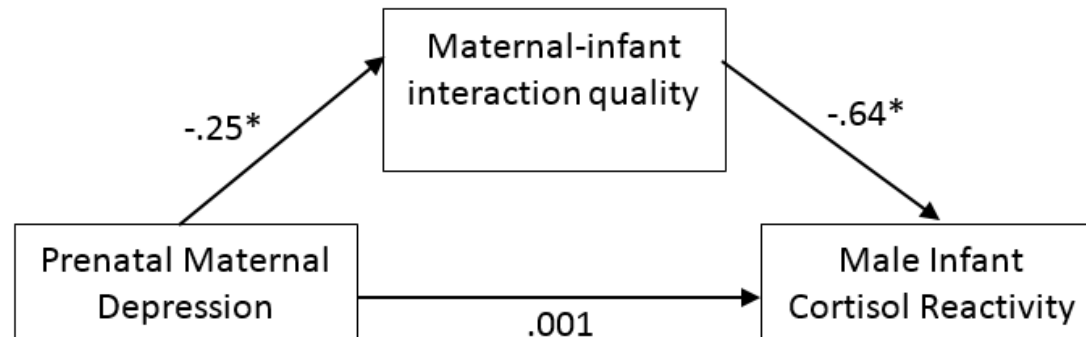 Maternal-infant
interaction quality
-.25*
-.64*
Prenatal Maternal
Depression
.001
Male Infant
Cortisol Reactivity